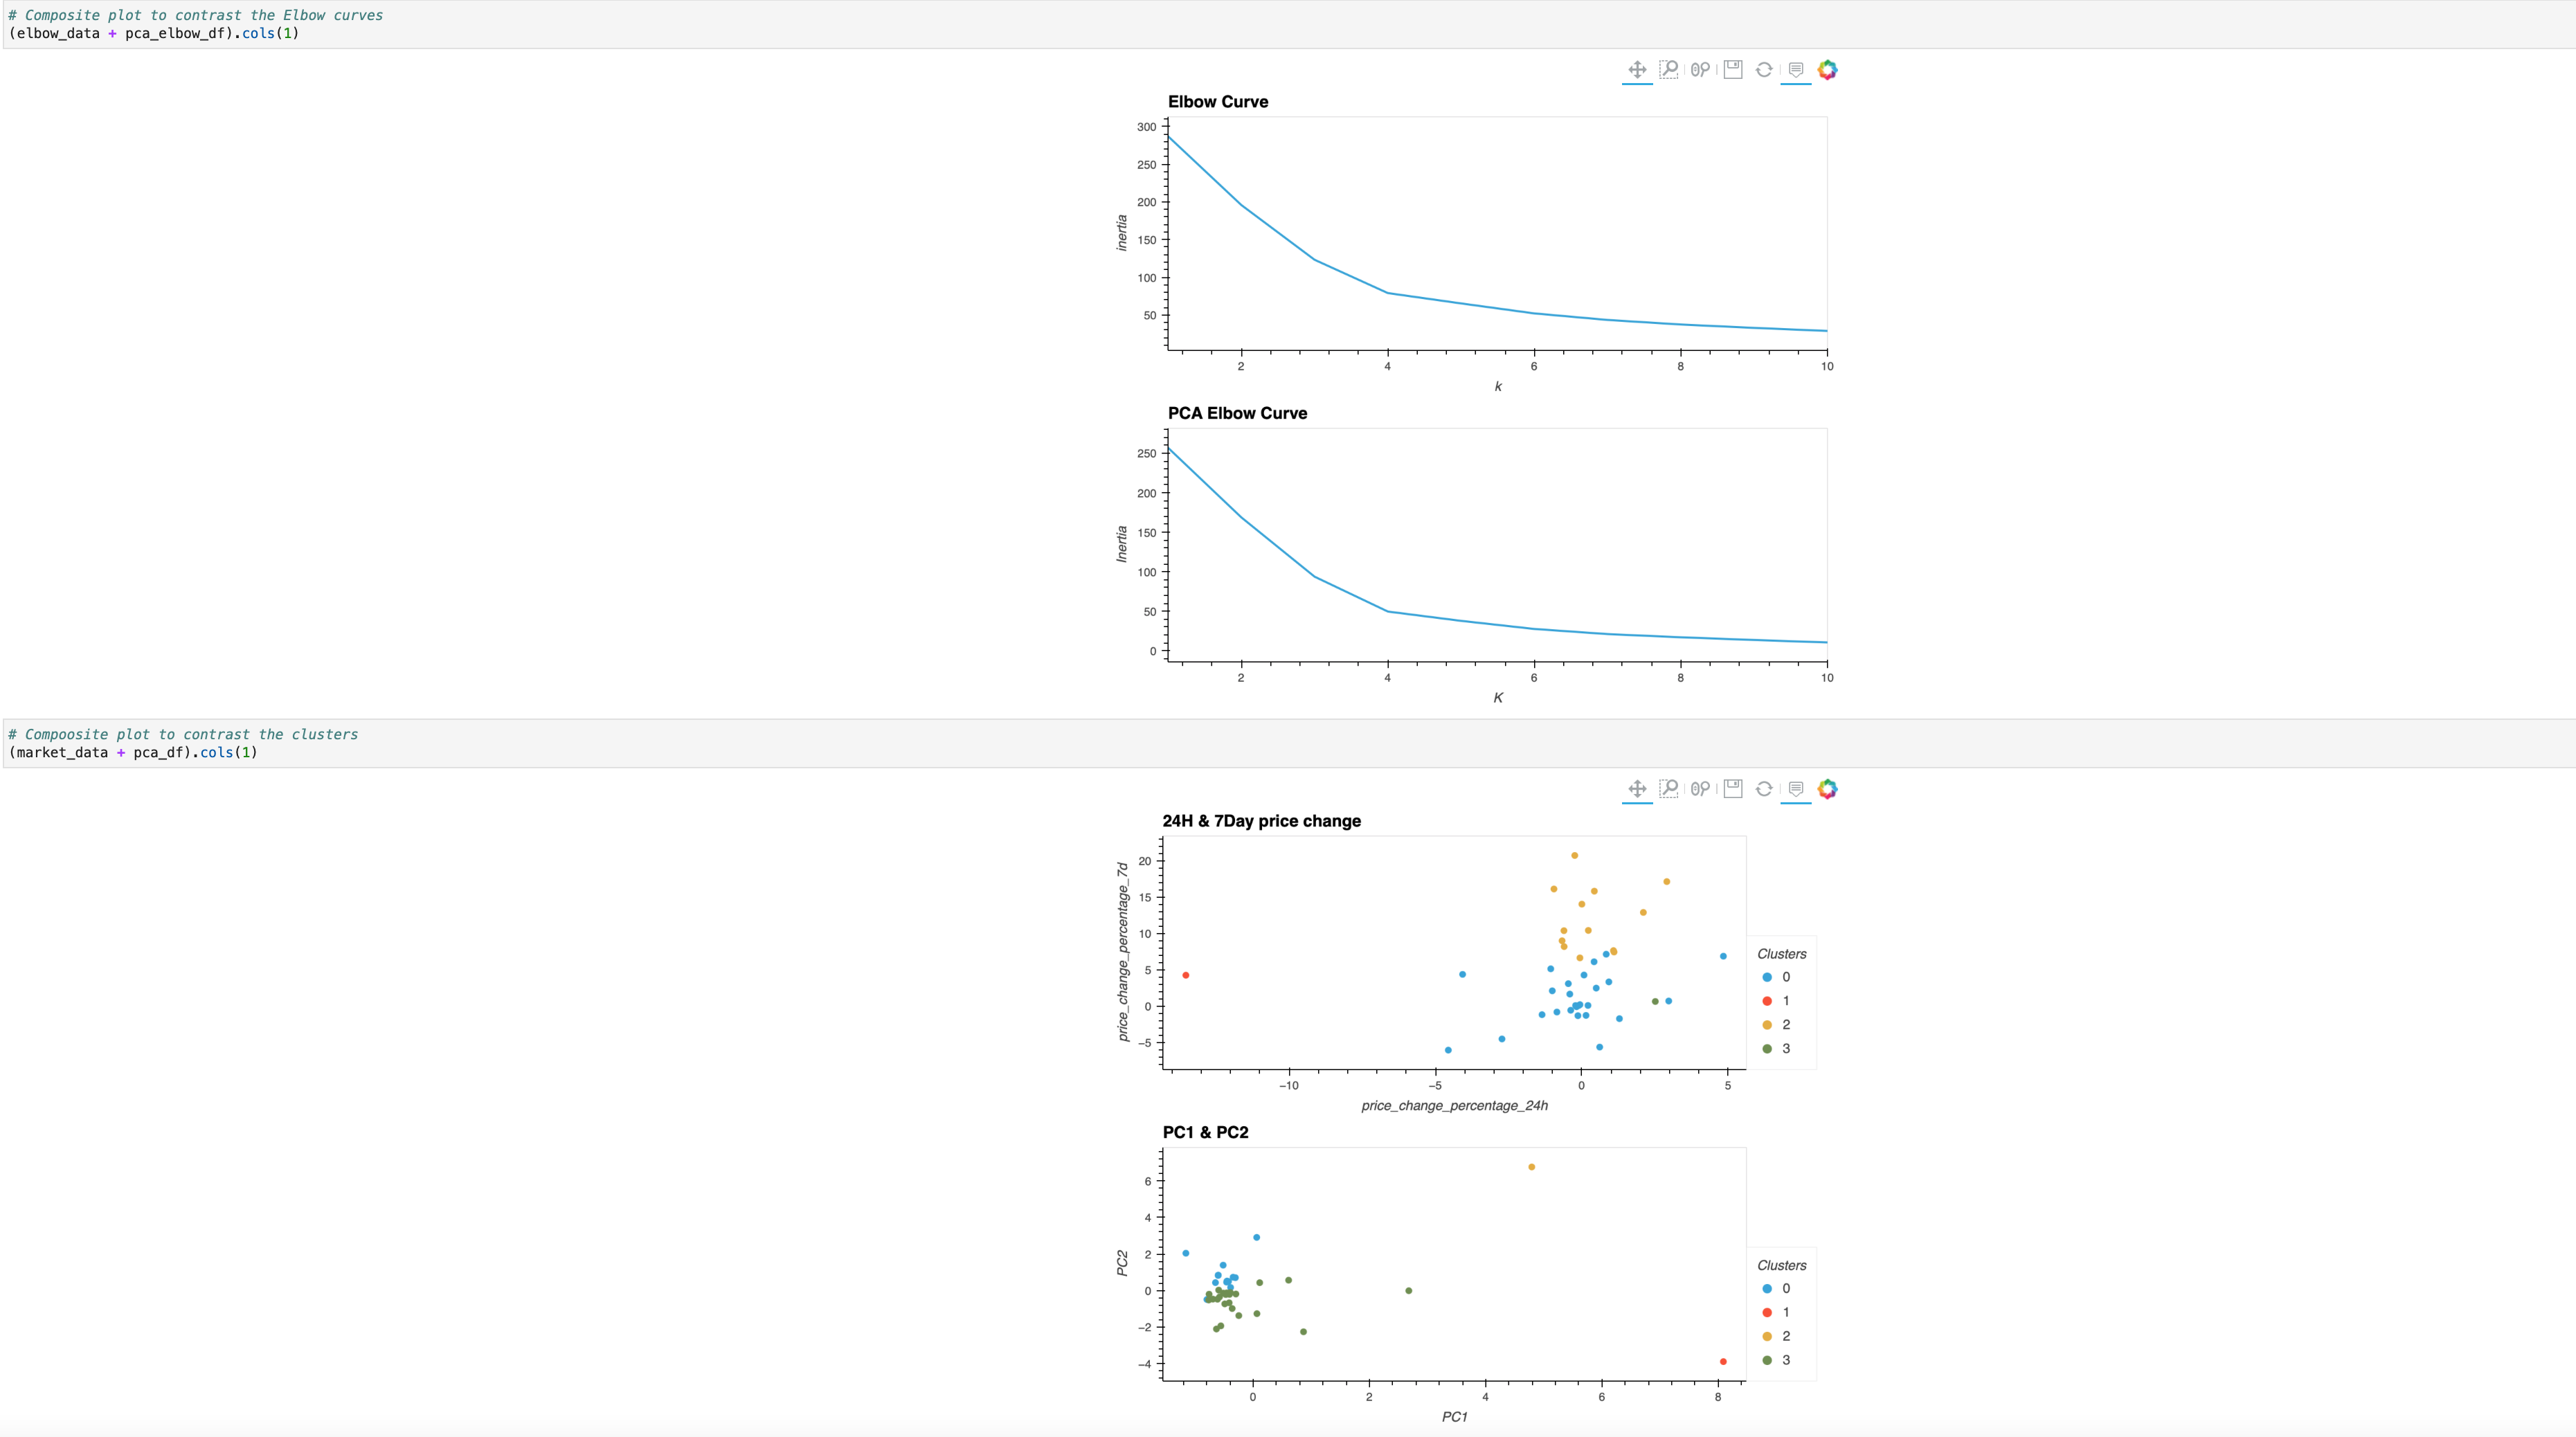 # Composite plot to contrast the Elbow curves
(elbow_data + pca_elbow_df).cols(1)
Elbow Curve
300
250
200
150
100
50
inertia
2 4 6 8 10
k
PCA Elbow Curve
250
200
150
100
50
0
Inertia
2 4 6 8 10
K
# Compoosite plot to contrast the clusters
(market_data + pca_df).cols(1)
24H & 7Day price change
20
15
10
5
0
−5
price_change_percentage_7d
−10 −5 0 5
price_change_percentage_24h
Clusters
0
1
2
3
PC1 & PC2
6
4
2
0
−2
−4
PC2
0 2 4 6 8
PC1
Clusters
0
1
2
3